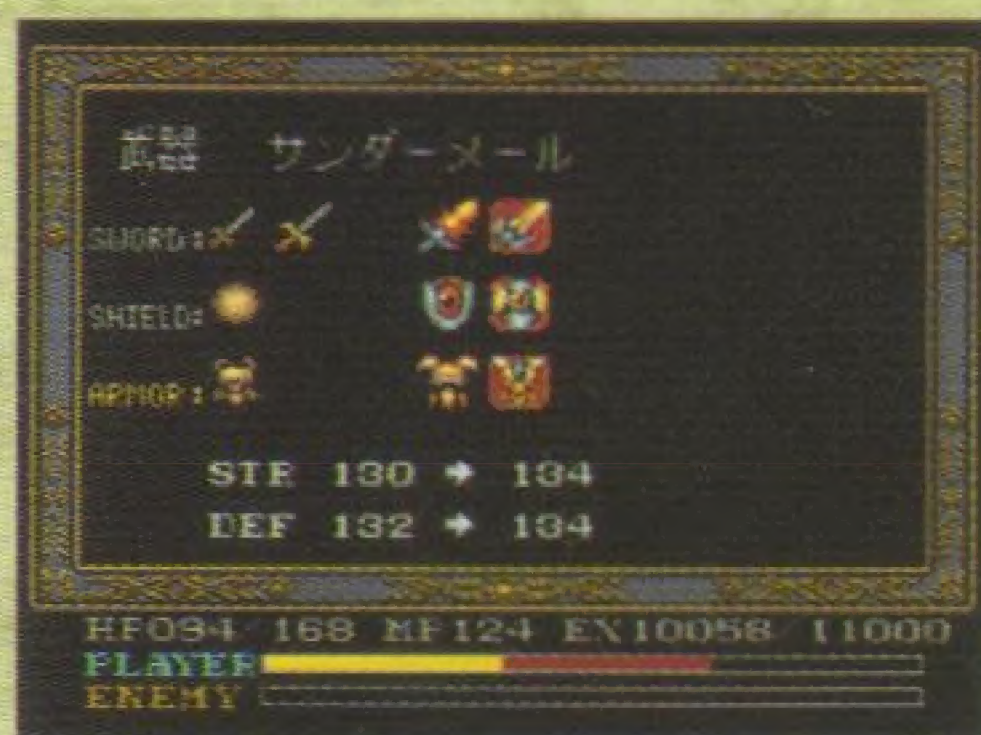 武器 サンダーメール
SWORD:
SHIELD:
ARMOR:
STR 130 → 134
DEF 132 → 134
HP094 168 MP124 EX10058 11000
PLAYER
ENEMY